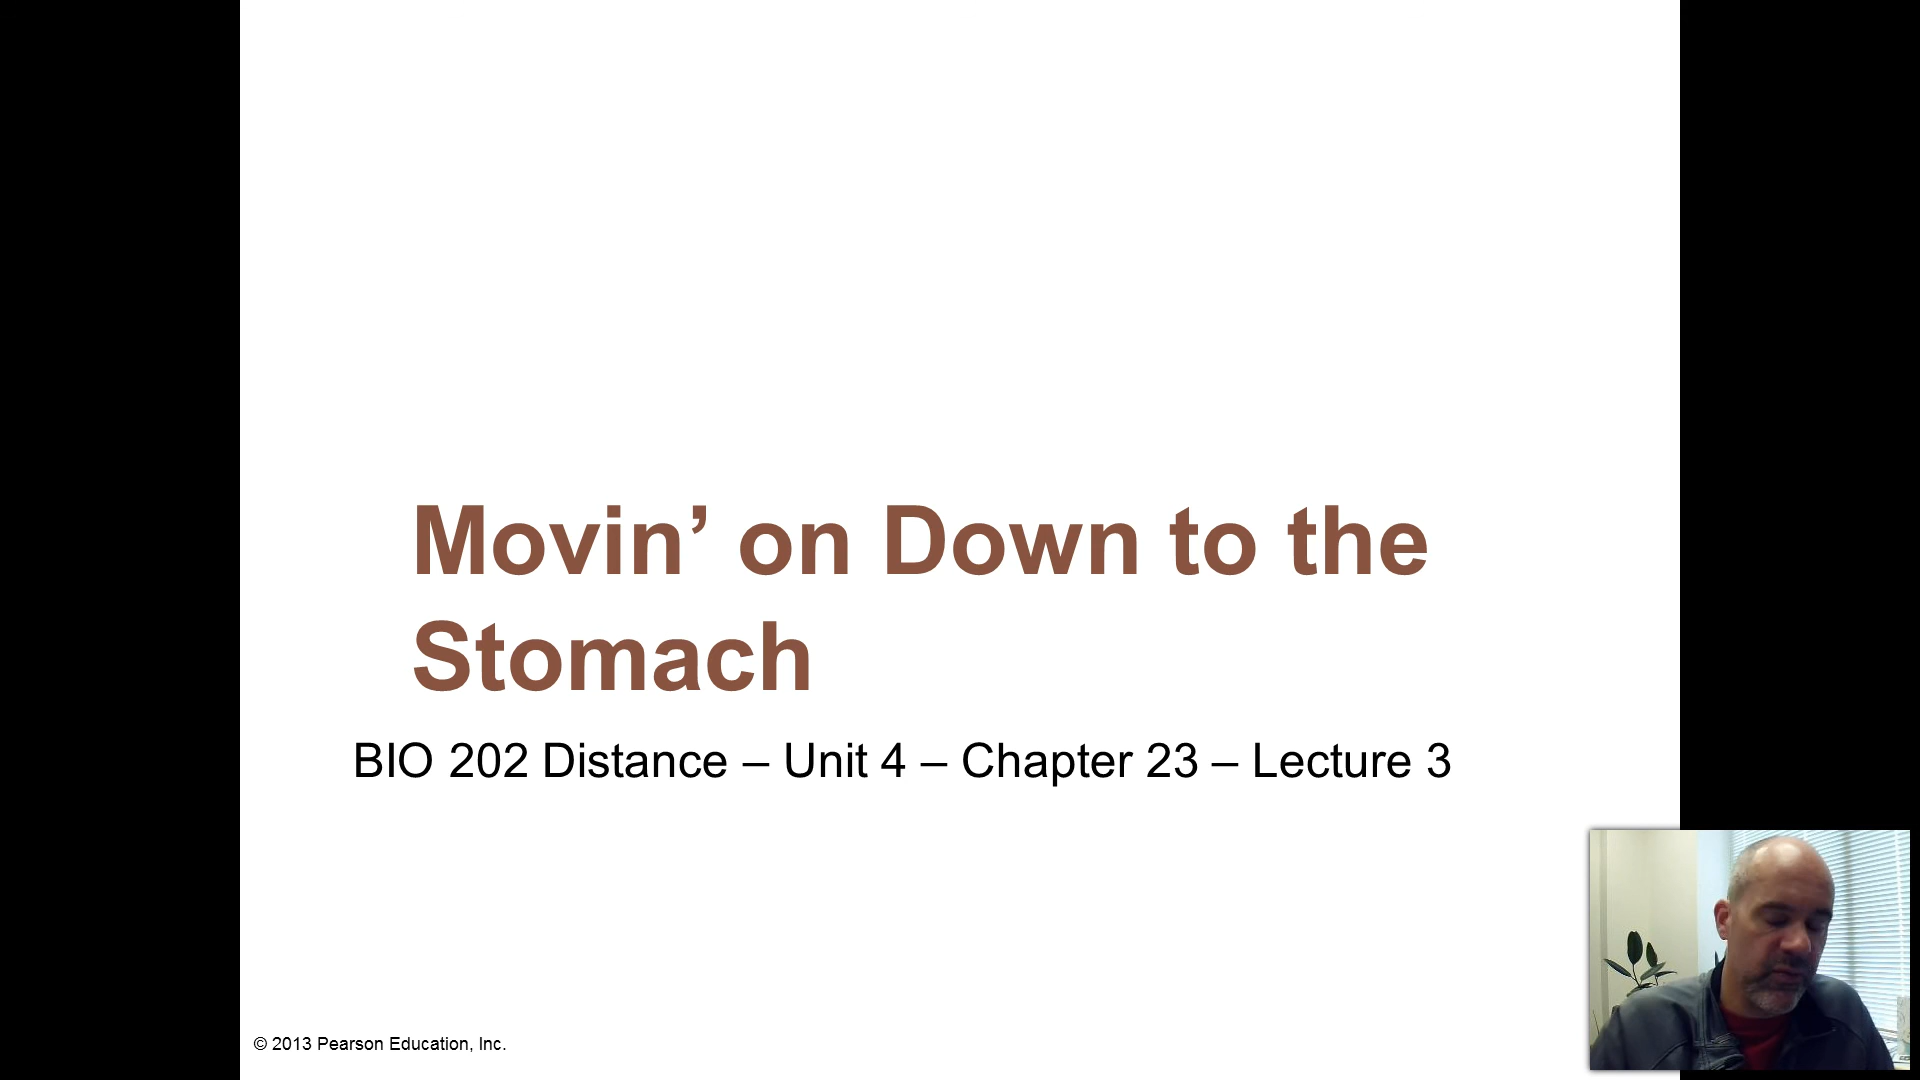 Movin’ on Down to the
Stomach
BIO 202 Distance – Unit 4 – Chapter 23 – Lecture 3
© 2013 Pearson Education, Inc.